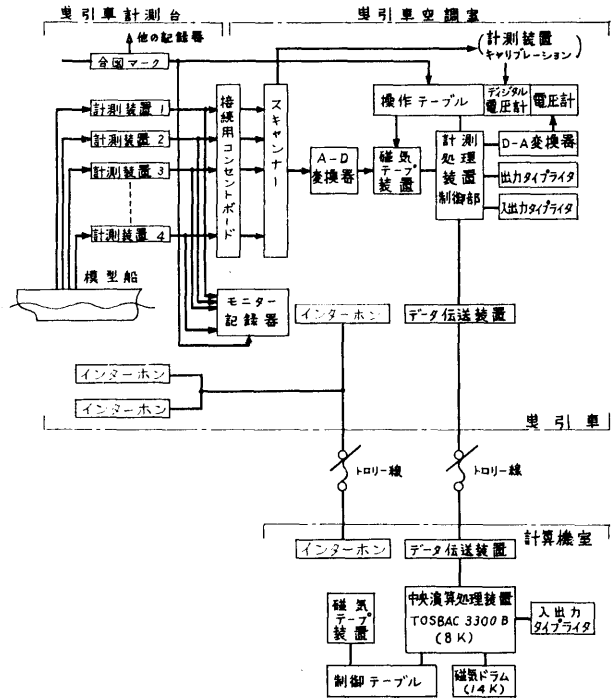 曳引車計測台
曳引車空調室
他の記録器
合図マーク
計測装置
キャリブレーション
計測装置1
計測装置2
計測装置3
計測装置4
接続用コンセントボード
スキャンナー
操作テーブル
ディジタル
電圧計
電圧計
A-D
変換器
磁気
テープ
装置
計測
処理
装置
制御部
D-A変換器
出力タイプライタ
入出力タイプライタ
模型船
モニター
記録器
インターホン
データ伝送装置
インターホン
インターホン
曳引車
トロリー線
トロリー線
計算機室
インターホン
データ伝送装置
磁気
テープ
装置
中央演算処理装置
TOSBAC 3300 B
(8K)
入出力
タイプライタ
制御テーブル
磁気ドラム
(14K)